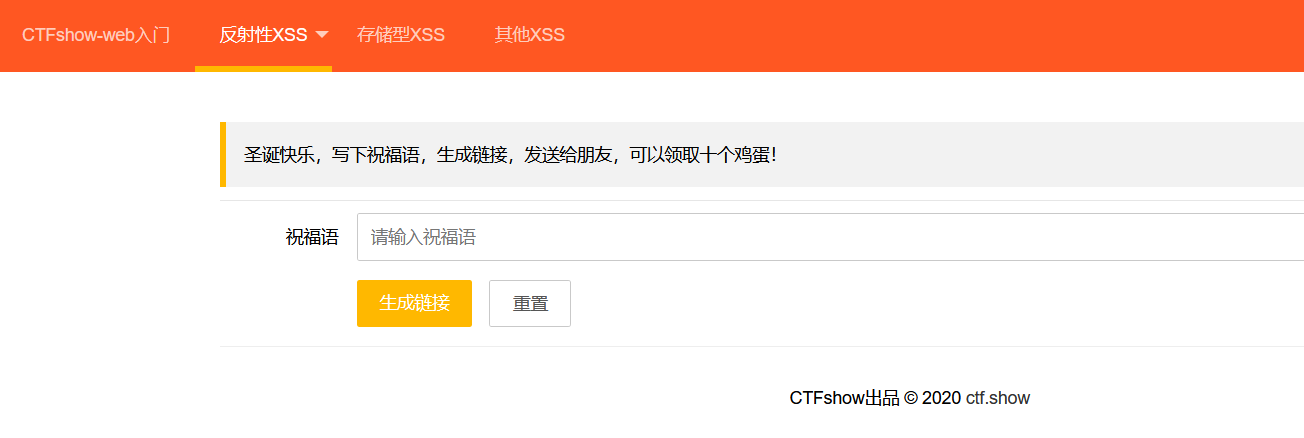 CTFshow-web入门 反射性XSS 存储型XSS 其他XSS
圣诞快乐，写下祝福语，生成链接，发送给朋友，可以领取十个鸡蛋！
祝福语 请输入祝福语
生成链接 重置
CTFshow出品 © 2020 ctf.show